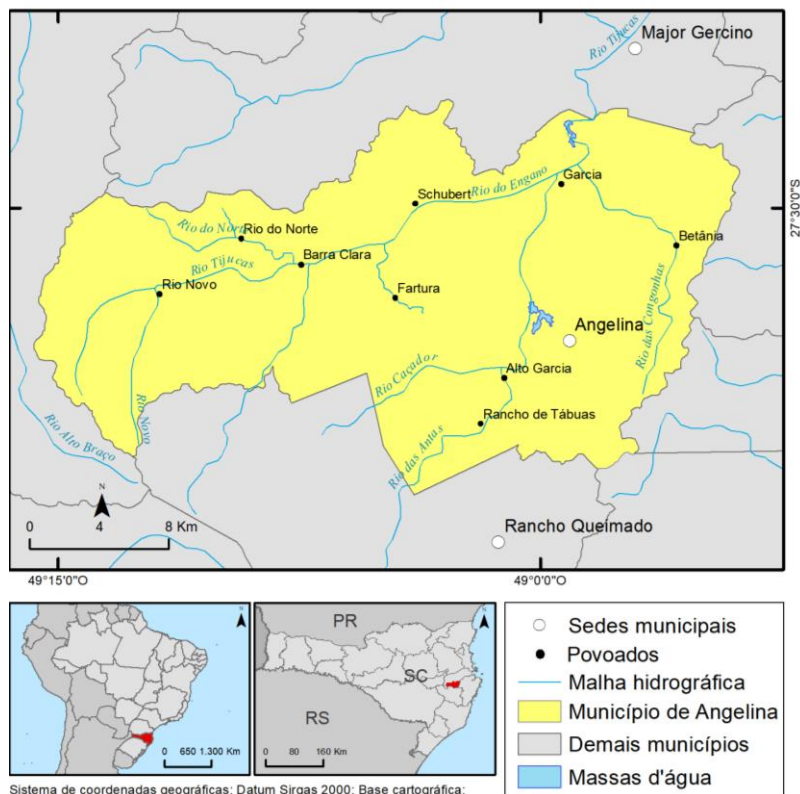 Major Gercino
Rio Tijucas
Garcia
Schubert
Rio do Engano
27°30'0"S
Rio do Norte
Rio do Norte
Betânia
Barra Clara
Rio Tijucas
Rio Novo
Fartura
Rio das Congonhas
Angelina
Rio Caçador
Alto Garcia
Rio Novo
Rancho de Tábuas
Rio Alto Braço
Rio das Antas
N
0 4 8 Km
Rancho Queimado
49°15'0"O
49°0'0"O
N
0 650 1.300 Km
N
PR
SC
RS
0 80 160 Km
Sedes municipais
Povoados
Malha hidrográfica
Município de Angelina
Demais municípios
Massas d'água
Sistema de coordenadas geográficas; Datum Sirgas 2000; Base cartográfica: